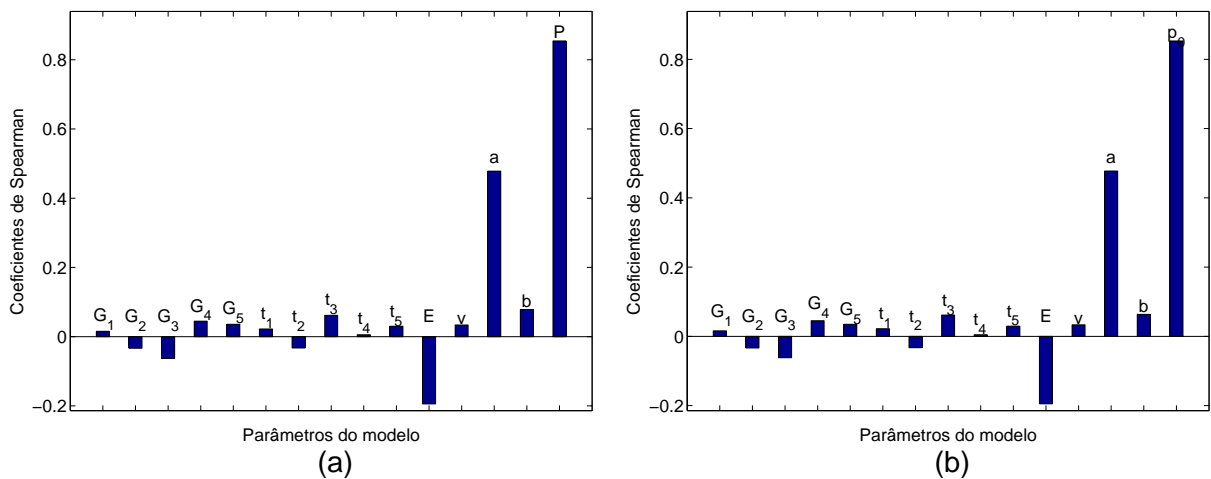 P
0.8
Coeficientes de Spearman
0.6
a
0.4
0.2
G1 G2 G3 G4 G5 t1 t2 t3 t4 t5 E v b
0
−0.2
Parâmetros do modelo
(a)
p0
0.8
Coeficientes de Spearman
0.6
a
0.4
0.2
G1 G2 G3 G4 G5 t1 t2 t3 t4 t5 E v b
0
−0.2
Parâmetros do modelo
(b)